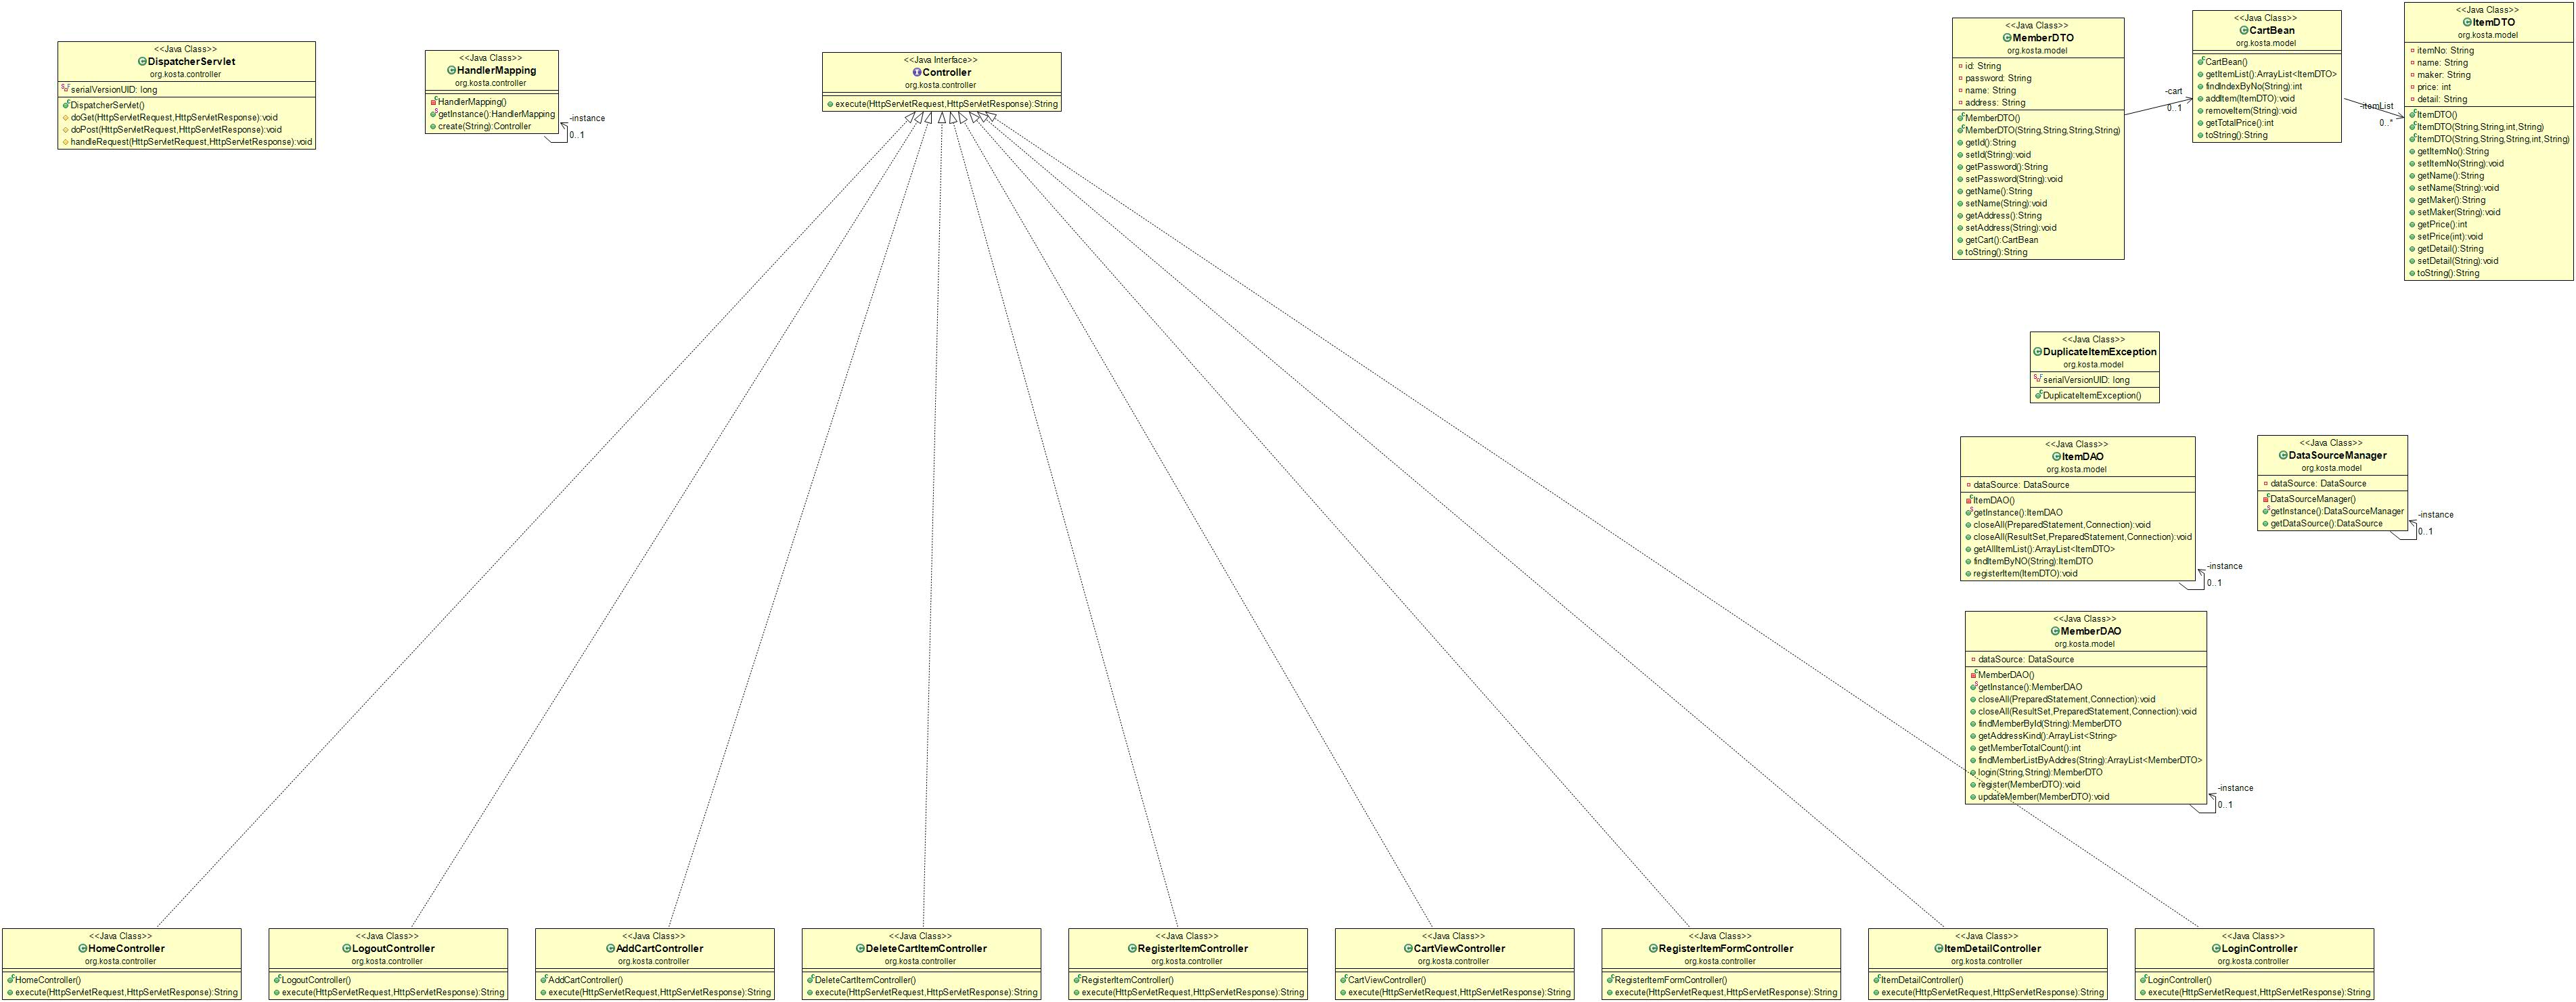 <<Java Class>>
DispatcherServlet
org.kosta.controller
serialVersionUID: long
DispatcherServlet()
doGet(HttpServletRequest,HttpServletResponse):void
doPost(HttpServletRequest,HttpServletResponse):void
handleRequest(HttpServletRequest,HttpServletResponse):void
<<Java Class>>
HandlerMapping
org.kosta.controller
HandlerMapping()
getInstance():HandlerMapping
create(String):Controller
-instance
0..1
<<Java Interface>>
Controller
org.kosta.controller
execute(HttpServletRequest,HttpServletResponse):String
<<Java Class>>
MemberDTO
org.kosta.model
id: String
password: String
name: String
address: String
MemberDTO()
MemberDTO(String,String,String,String)
getId():String
setId(String):void
getPassword():String
setPassword(String):void
getName():String
setName(String):void
getAddress():String
setAddress(String):void
getCart():CartBean
toString():String
-cart
0..1
<<Java Class>>
CartBean
org.kosta.model
CartBean()
getItemList():ArrayList<ItemDTO>
findIndexByNo(String):int
addItem(ItemDTO):void
removeItem(String):void
getTotalPrice():int
toString():String
-itemList
0..*
<<Java Class>>
ItemDTO
org.kosta.model
itemNo: String
name: String
maker: String
price: int
detail: String
ItemDTO()
ItemDTO(String,String,int,String)
ItemDTO(String,String,String,int,String)
getItemNo():String
setItemNo(String):void
getName():String
setName(String):void
getMaker():String
setMaker(String):void
getPrice():int
setPrice(int):void
getDetail():String
setDetail(String):void
toString():String
<<Java Class>>
DuplicateItemException
org.kosta.model
serialVersionUID: long
DuplicateItemException()
<<Java Class>>
ItemDAO
org.kosta.model
dataSource: DataSource
ItemDAO()
getInstance():ItemDAO
closeAll(PreparedStatement,Connection):void
closeAll(ResultSet,PreparedStatement,Connection):void
getAllItemList():ArrayList<ItemDTO>
findItemByNO(String):ItemDTO
registerItem(ItemDTO):void
-instance
0..1
<<Java Class>>
DataSourceManager
org.kosta.model
dataSource: DataSource
DataSourceManager()
getInstance():DataSourceManager
getDataSource():DataSource
-instance
0..1
<<Java Class>>
MemberDAO
org.kosta.model
dataSource: DataSource
MemberDAO()
getInstance():MemberDAO
closeAll(PreparedStatement,Connection):void
closeAll(ResultSet,PreparedStatement,Connection):void
findMemberById(String):MemberDTO
getAddressKind():ArrayList<String>
getMemberTotalCount():int
findMemberListByAddres(String):ArrayList<MemberDTO>
login(String,String):MemberDTO
register(MemberDTO):void
updateMember(MemberDTO):void
-instance
0..1
<<Java Class>>
HomeController
org.kosta.controller
HomeController()
execute(HttpServletRequest,HttpServletResponse):String
<<Java Class>>
LogoutController
org.kosta.controller
LogoutController()
execute(HttpServletRequest,HttpServletResponse):String
<<Java Class>>
AddCartController
org.kosta.controller
AddCartController()
execute(HttpServletRequest,HttpServletResponse):String
<<Java Class>>
DeleteCartItemController
org.kosta.controller
DeleteCartItemController()
execute(HttpServletRequest,HttpServletResponse):String
<<Java Class>>
RegisterItemController
org.kosta.controller
RegisterItemController()
execute(HttpServletRequest,HttpServletResponse):String
<<Java Class>>
CartViewController
org.kosta.controller
CartViewController()
execute(HttpServletRequest,HttpServletResponse):String
<<Java Class>>
RegisterItemFormController
org.kosta.controller
RegisterItemFormController()
execute(HttpServletRequest,HttpServletResponse):String
<<Java Class>>
ItemDetailController
org.kosta.controller
ItemDetailController()
execute(HttpServletRequest,HttpServletResponse):String
<<Java Class>>
LoginController
org.kosta.controller
LoginController()
execute(HttpServletRequest,HttpServletResponse):String